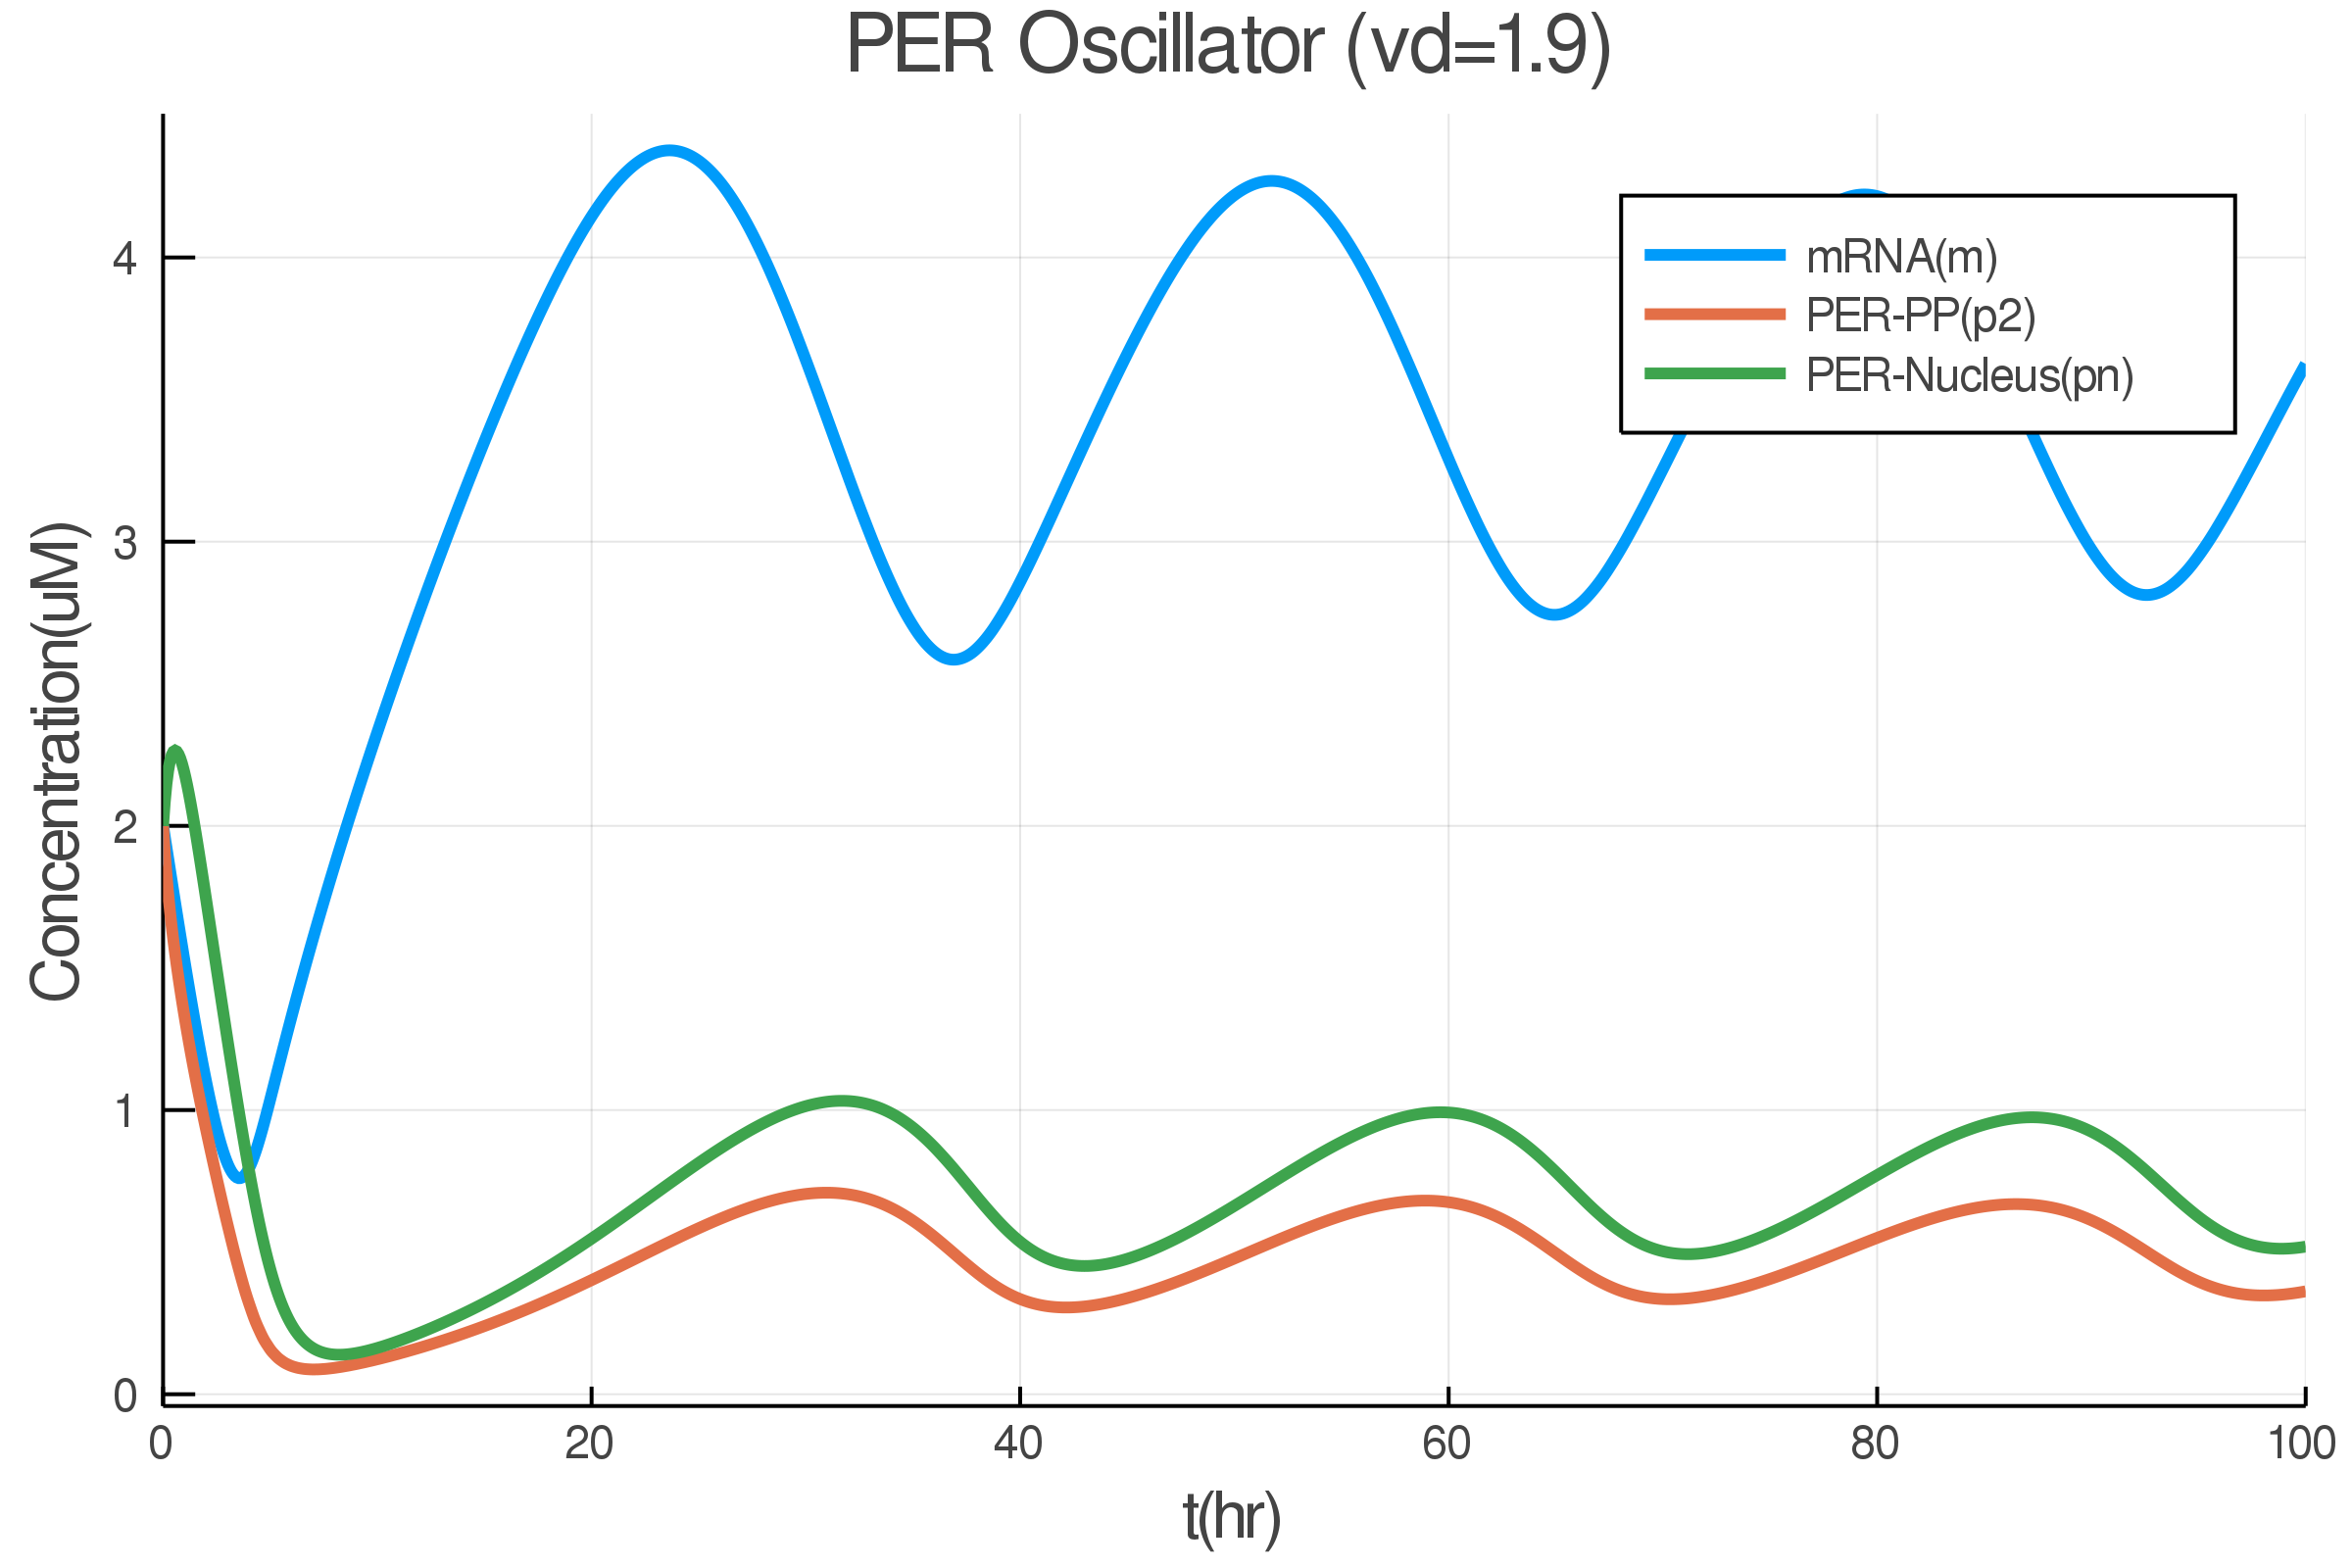 PER Oscillator (vd=1.9)
mRNA(m)
PER-PP(p2)
PER-Nucleus(pn)
Concentration(uM)
4
3
2
1
0
0 20 40 60 80 100
t(hr)